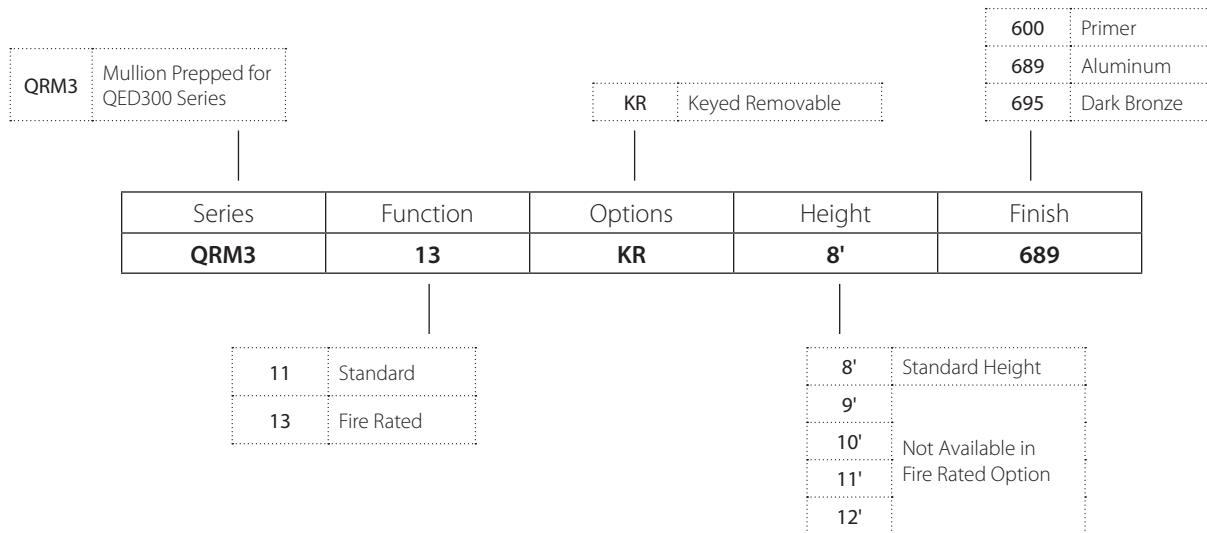 600 Primer
689 Aluminum
695 Dark Bronze
QRM3 Mullion Prepped for
QED300 Series
KR Keyed Removable
Series Function Options Height Finish
QRM3 13 KR 8' 689
11 Standard
13 Fire Rated
8' Standard Height
9'
10'
11'
12'
Not Available in
Fire Rated Option